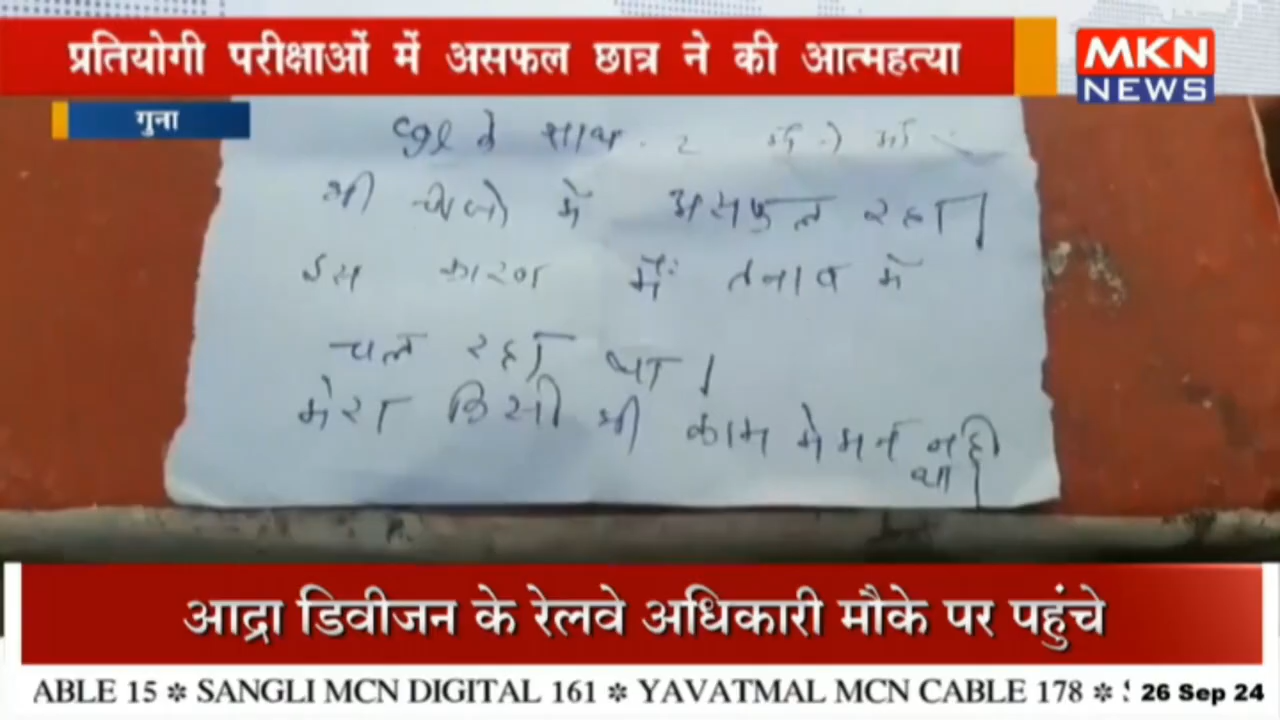 प्रतियोगी परीक्षाओं में असफल छात्र ने की आत्महत्या
MKN
NEWS
गुना
cgl के साथ
श्री चीजो में असफल रहा।
इस कारण में तनाव में
चल रहा था।
मेरा किसी भी काम मे मन नही
था।
आद्रा डिवीजन के रेलवे अधिकारी मौके पर पहुंचे
ABLE 15 ❇ SANGLI MCN DIGITAL 161 ❇ YAVATMAL MCN CABLE 178 ❇
26 Sep 24